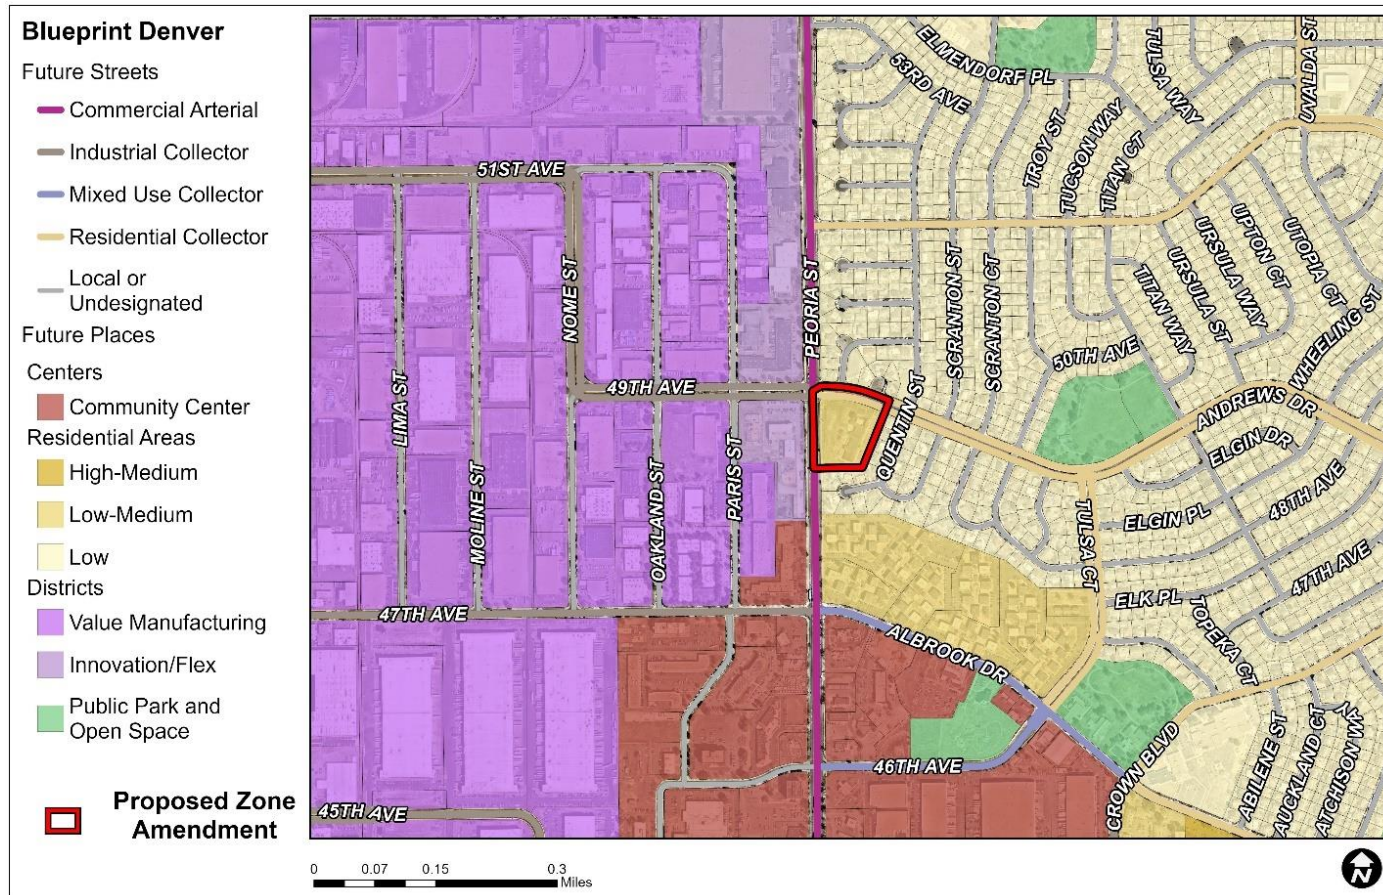 Blueprint Denver
Future Streets
Commercial Arterial
Industrial Collector
Mixed Use Collector
Residential Collector
Local or
Undesignated
Future Places
Centers
Community Center
Residential Areas
High-Medium
Low-Medium
Low
Districts
Value Manufacturing
Innovation/Flex
Public Park and
Open Space
Proposed Zone
Amendment
ELMENDORF PL
53RD AVE
TULSA WAY
UVALDA ST
TROY ST
TUCSON WAY
TITAN CT
51ST AVE
NOME ST
PEORIA ST
SCRANTON ST
SCRANTON CT
TITAN WAY
URSULA ST
URSULA WAY
UPTON CT
UTOPIA CT
WHEELING ST
50TH AVE
49TH AVE
LIMA ST
MOLINE ST
OAKLAND ST
PARIS ST
QUENTIN ST
ANDREWS DR
ELGIN DR
48TH AVE
ELGIN PL
TULSA CT
47TH AVE
ELK PL
TOPEKA CT
47TH AVE
ALBROOK DR
46TH AVE
CROWN BLVD
ABILENE ST
AUCKLAND CT
ATCHISON WA
45TH AVE
0 0.07 0.15 0.3
Miles
N